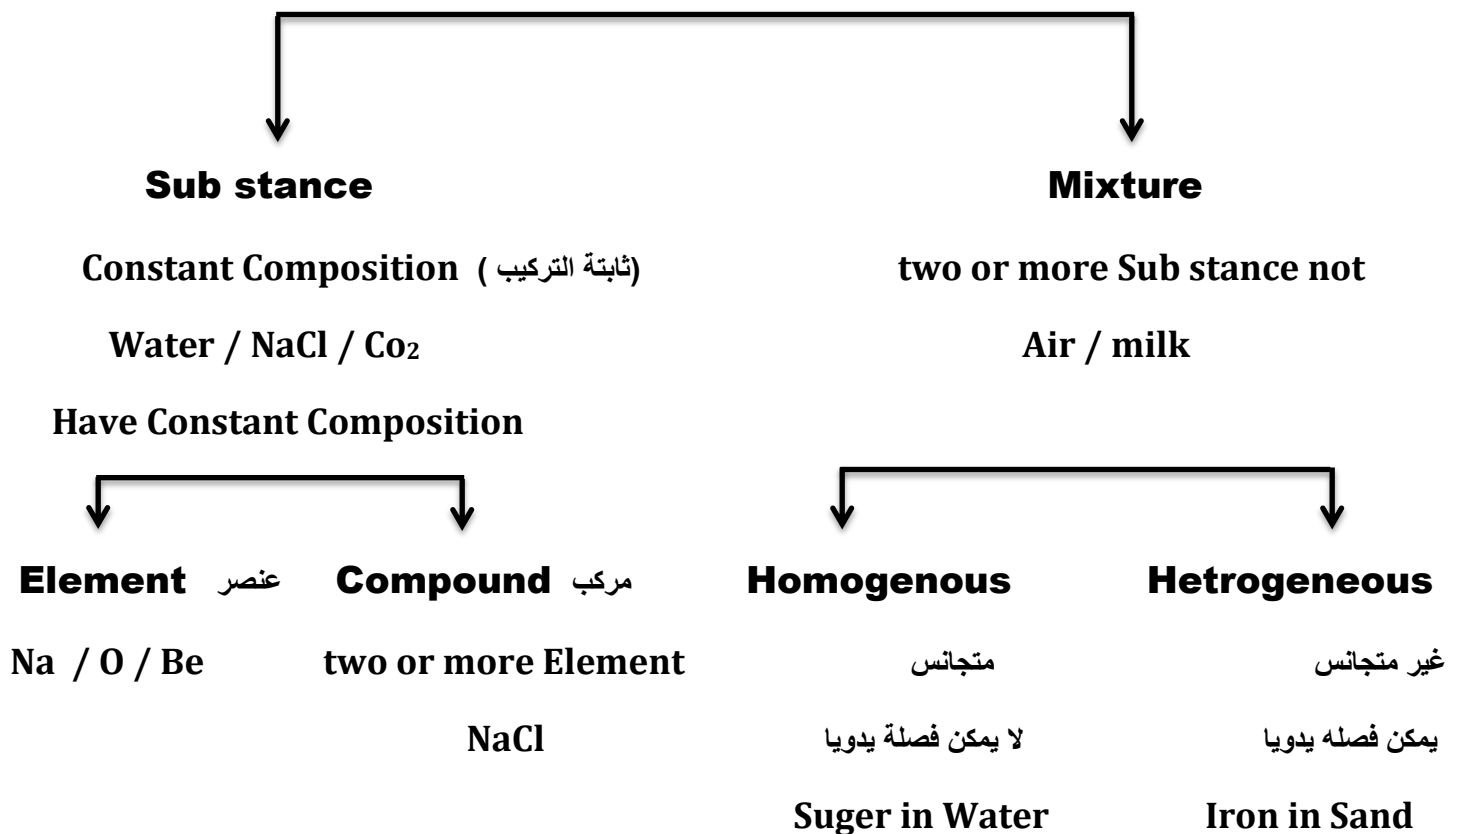 Sub stance
Mixture
Constant Composition ( ثابتة التركيب)
two or more Sub stance not
Water / NaCl / Co₂
Air / milk
Have Constant Composition
Element عنصر
Compound مركب
Homogenous
Hetrogeneous
Na / O / Be
two or more Element
متجانس
غير متجانس
NaCl
لا يمكن فصلة يدويا
يمكن فصله يدويا
Suger in Water
Iron in Sand